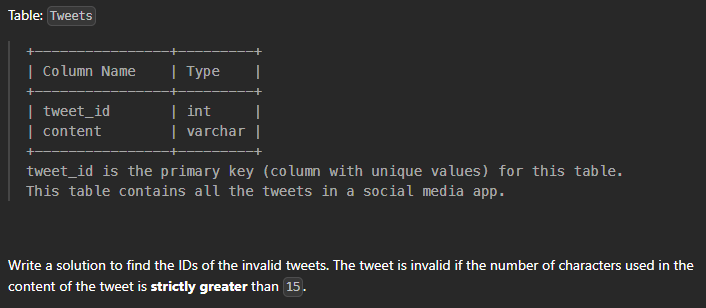 Table: Tweets
+----------------+---------+
| Column Name    | Type    |
+----------------+---------+
| tweet_id       | int     |
| content        | varchar |
+----------------+---------+
tweet_id is the primary key (column with unique values) for this table.
This table contains all the tweets in a social media app.
Write a solution to find the IDs of the invalid tweets. The tweet is invalid if the number of characters used in the
content of the tweet is strictly greater than 15.